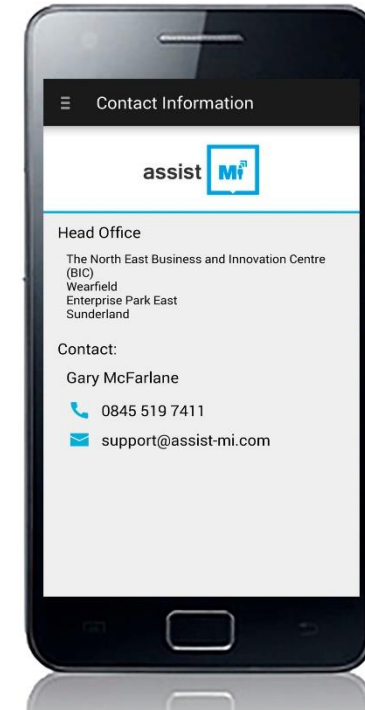 Contact Information
assist Mi
Head Office
The North East Business and Innovation Centre
(BIC)
Wearfield
Enterprise Park East
Sunderland
Contact:
Gary McFarlane
0845 519 7411
support@assist-mi.com